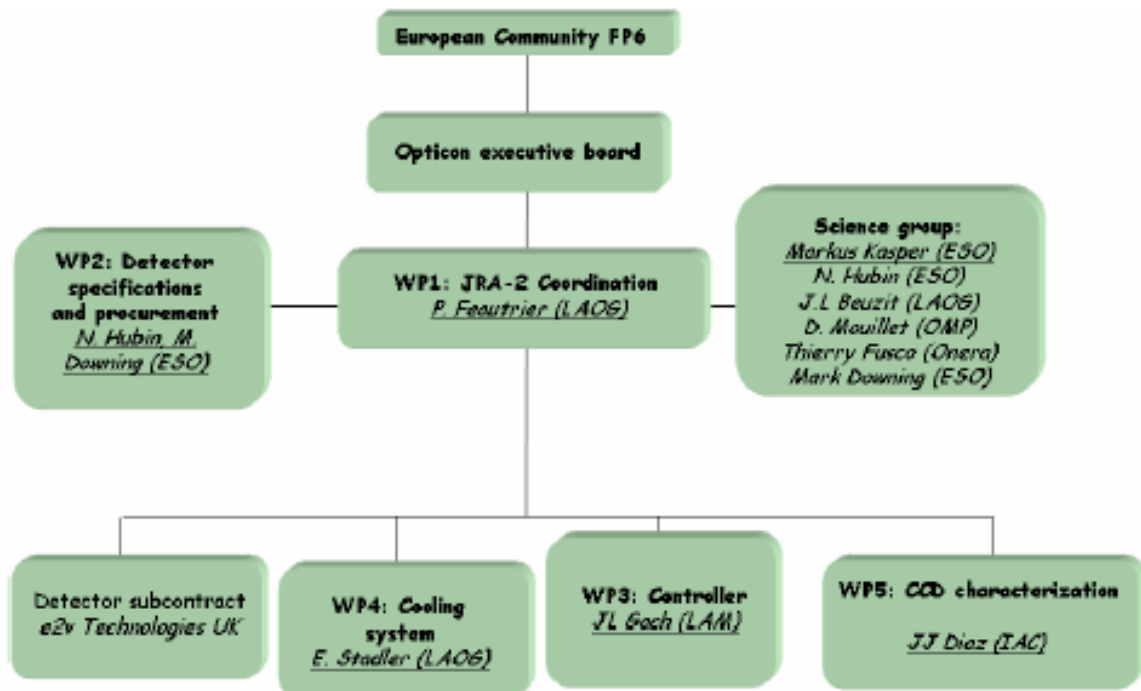 European Community FP6
Opticon executive board
WP2: Detector
specifications
and procurement
N. Hubin, M.
Downing (ESO)
WP1: JRA-2 Coordination
P. Feautrier (LAOG)
Science group:
Markus Kasper (ESO)
N. Hubin (ESO)
J.L Beuzit (LAOG)
D. Mouillet (OMP)
Thierry Fusco (Onera)
Mark Downing (ESO)
Detector subcontract
e2v Technologies UK
WP4: Cooling
system
E. Stadler (LAOG)
WP3: Controller
JL Gach (LAM)
WP5: CCD characterization
JJ Diaz (IAC)